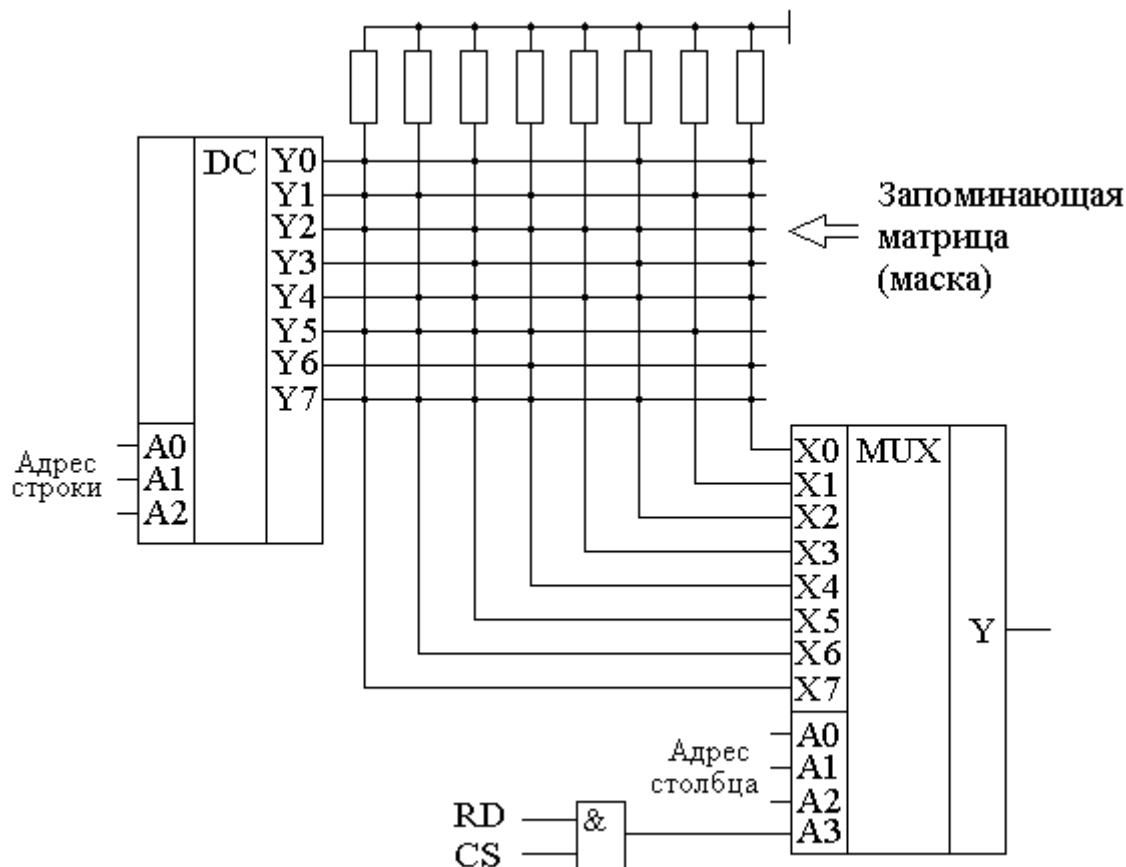 DC
Y0
Y1
Y2
Y3
Y4
Y5
Y6
Y7
A0
A1
A2
Адрес
строки
Запоминающая
матрица
(маска)
X0
X1
X2
X3
X4
X5
X6
X7
MUX
Y
A0
A1
A2
A3
Адрес
столбца
RD
CS
&